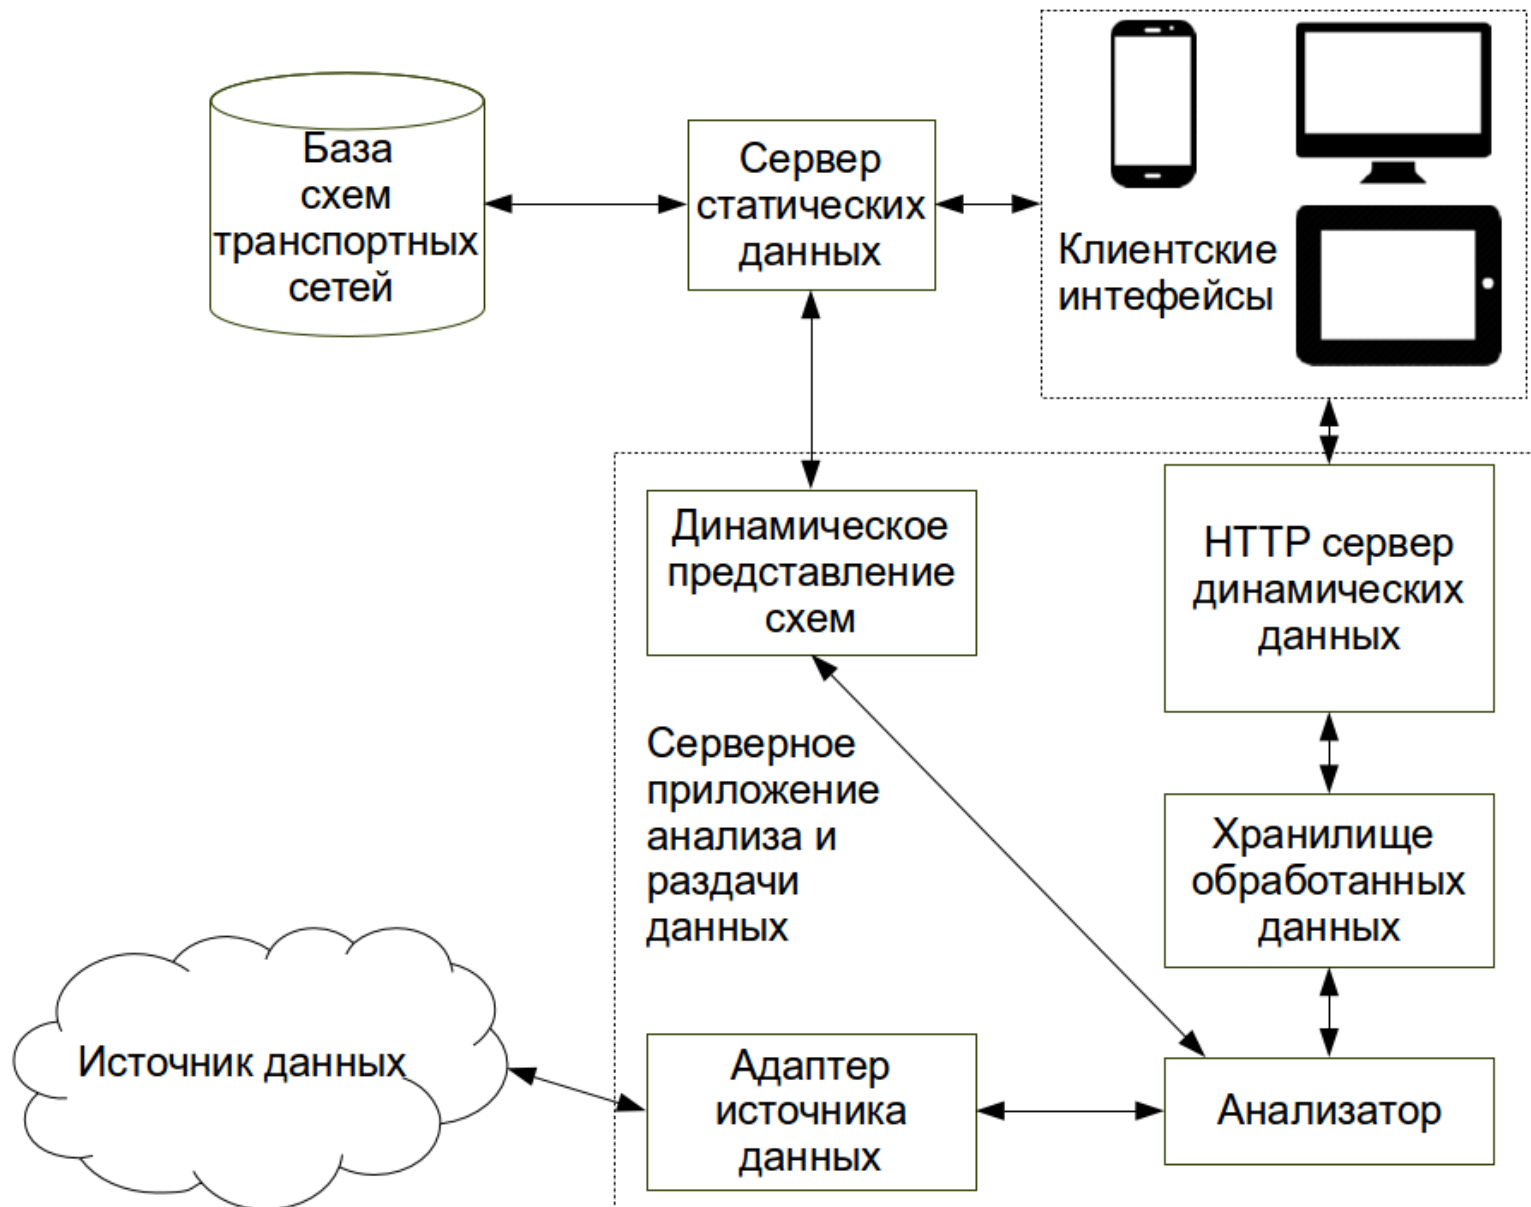 База
схем
транспортных
сетей
Сервер
статических
данных
Клиентские
интефейсы
Динамическое
представление
схем
HTTP сервер
динамических
данных
Серверное
приложение
анализа и
раздачи
данных
Хранилище
обработанных
данных
Источник данных
Адаптер
источника
данных
Анализатор